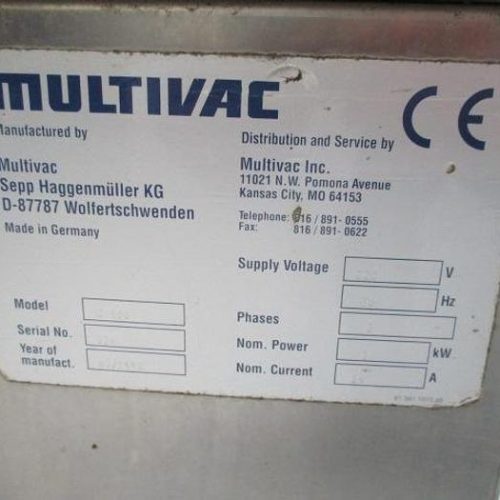 MULTIVAC
CE
Manufactured by
Multivac
Sepp Haggenmüller KG
D-87787 Wolfertschwenden
Made in Germany
Distribution and Service by
Multivac Inc.
11021 N.W. Pomona Avenue
Kansas City, MO 64153
Telephone: 816 / 891- 0555
Fax: 816 / 891- 0622
Model
Serial No.
Year of
manufact.
Supply Voltage V
Hz
Phases
Nom. Power kW
Nom. Current A